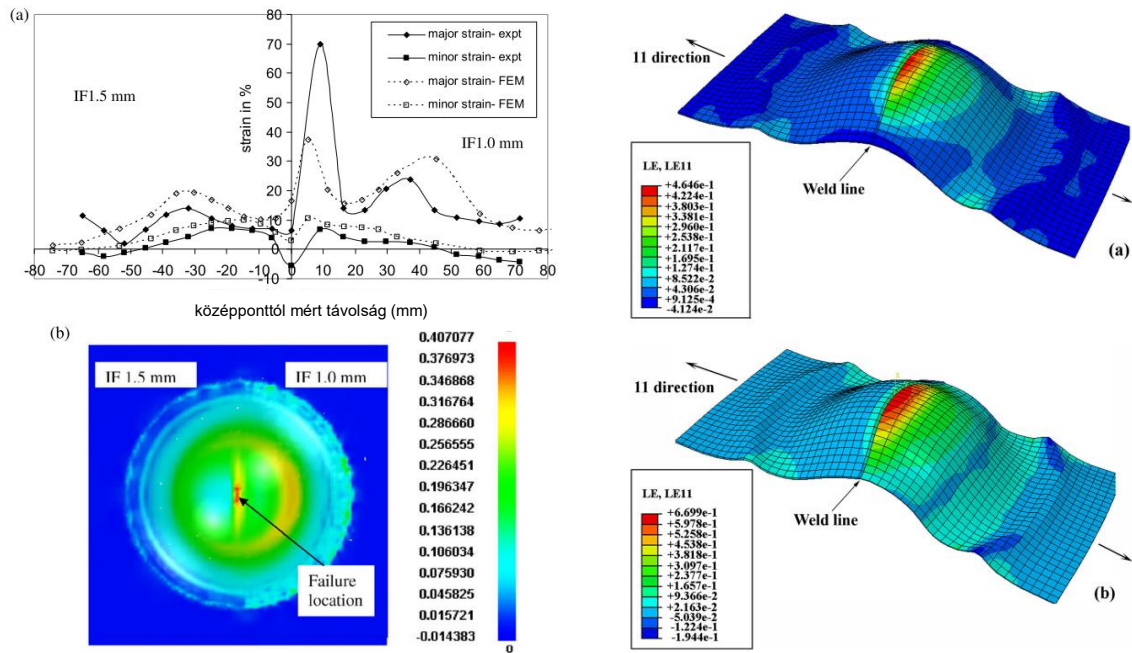 (a)
80
70
60
50
40
30
20
10
0
-10
strain in %
major strain- expt
minor strain- expt
major strain- FEM
minor strain- FEM
IF1.5 mm
IF1.0 mm
-80 -70 -60 -50 -40 -30 -20 -10 0 10 20 30 40 50 60 70 80
középponttól mért távolság (mm)
(b)
IF 1.5 mm
IF 1.0 mm
Failure
location
0.407077
0.376973
0.346868
0.316764
0.286660
0.256555
0.226451
0.196347
0.166242
0.136138
0.106034
0.075930
0.045825
0.015721
-0.014383
0
11 direction
Weld line
LE, LE11
+4.646e-1
+4.224e-1
+3.803e-1
+3.381e-1
+2.960e-1
+2.538e-1
+2.117e-1
+1.695e-1
+1.274e-1
+8.522e-2
+4.306e-2
+9.125e-4
-4.124e-2
(a)
11 direction
Weld line
LE, LE11
+6.699e-1
+5.978e-1
+5.258e-1
+4.538e-1
+3.818e-1
+3.097e-1
+2.377e-1
+1.657e-1
+9.366e-2
+2.163e-2
-5.039e-2
-1.224e-1
-1.944e-1
(b)